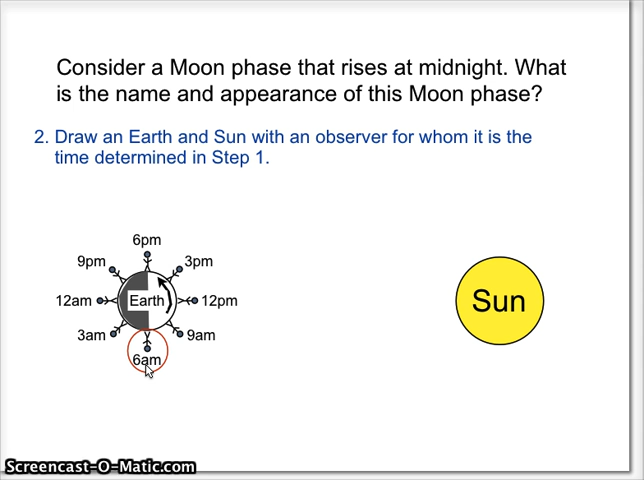 Consider a Moon phase that rises at midnight. What
is the name and appearance of this Moon phase?
2. Draw an Earth and Sun with an observer for whom it is the
time determined in Step 1.
6pm
9pm
3pm
12am
Earth
12pm
Sun
3am
9am
6am
Screencast-O-Matic.com